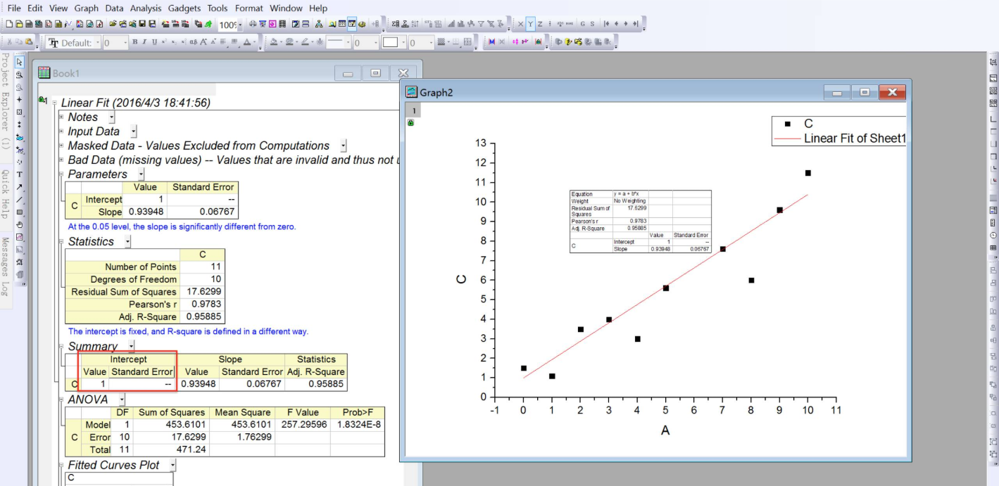 File Edit View Graph Data Analysis Gadgets Tools Format Window Help
100%
Default: 0 B I U αβ A A 0 0
X Y Z G S
Project Explorer (1)
Quick Help
Messages Log
Book1
Linear Fit (2016/4/3 18:41:56)
Notes
Input Data
Masked Data - Values Excluded from Computations
Bad Data (missing values) -- Values that are invalid and thus not u
Parameters
Value Standard Error
C Intercept 1 --
Slope 0.93948 0.06767
At the 0.05 level, the slope is significantly different from zero.
Statistics
C
Number of Points 11
Degrees of Freedom 10
Residual Sum of Squares 17.6299
Pearson's r 0.9783
Adj. R-Square 0.95885
The intercept is fixed, and R-square is defined in a different way.
Summary
Intercept Slope Statistics
Value Standard Error Value Standard Error Adj. R-Square
C 1 -- 0.93948 0.06767 0.95885
ANOVA
DF Sum of Squares Mean Square F Value Prob>F
C Model 1 453.6101 453.6101 257.29596 1.8324E-8
Error 10 17.6299 1.76299
Total 11 471.24
Fitted Curves Plot
C
Graph2
1
C
Linear Fit of Sheet1
13
12
11
10
9
8
7
6
5
4
3
2
1
0
C
Equation y = a + b*x
Weight No Weighting
Residual Sum of Squares 17.6299
Pearson's r 0.9783
Adj. R-Square 0.95885
Value Standard Error
C Intercept 1 --
Slope 0.93948 0.06767
-1 0 1 2 3 4 5 6 7 8 9 10 11
A